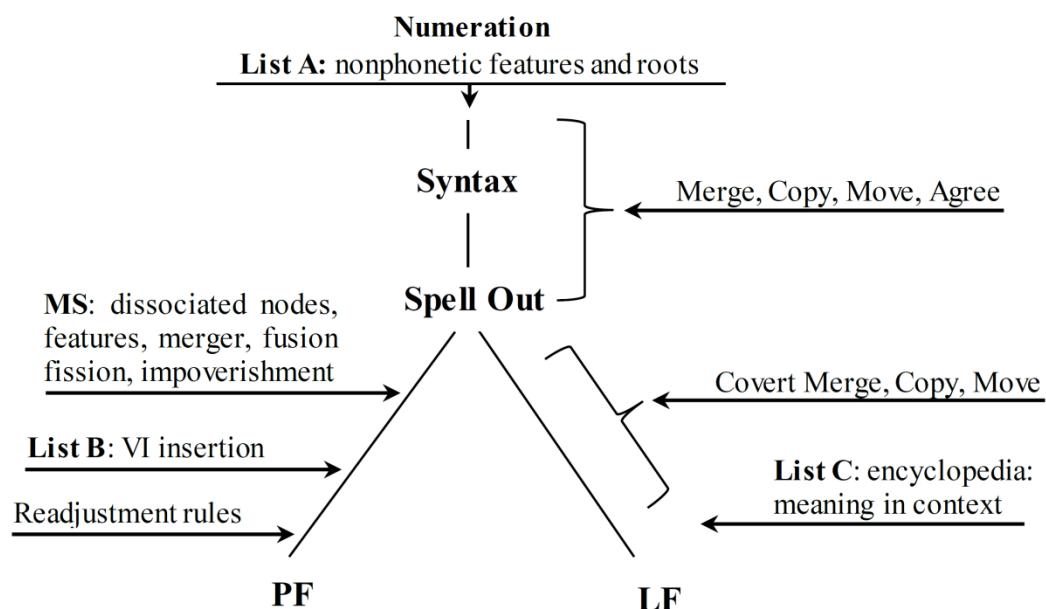 Numeration
List A: nonphonetic features and roots
Syntax
Merge, Copy, Move, Agree
Spell Out
MS: dissociated nodes,
features, merger, fusion
fission, impoverishment
Covert Merge, Copy, Move
List B: VI insertion
List C: encyclopedia:
meaning in context
Readjustment rules
PF
LF